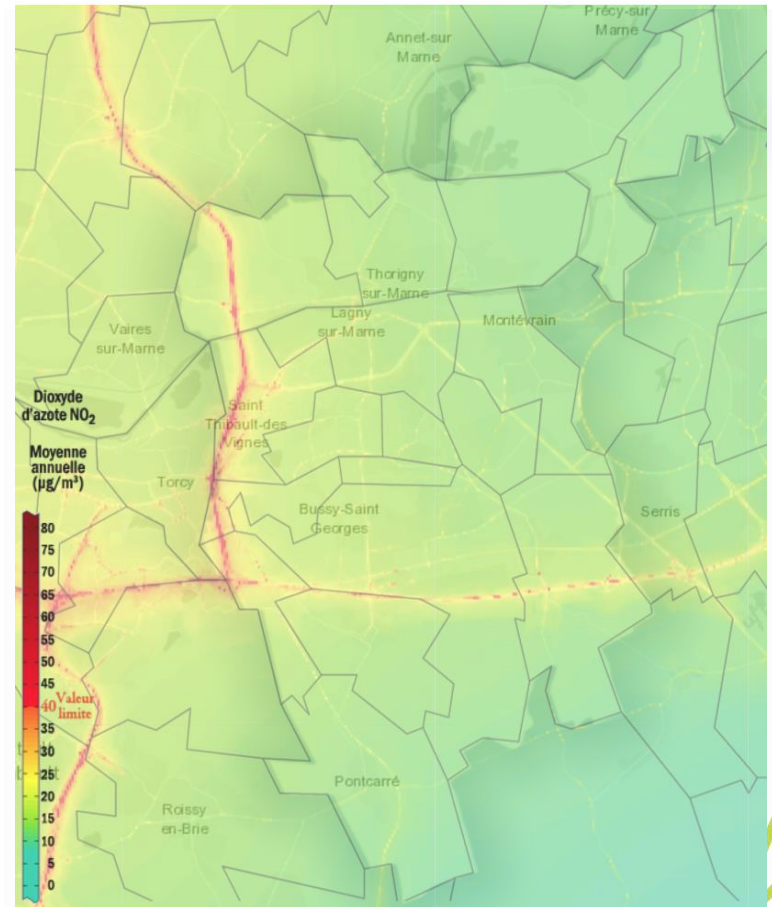 Précy-sur
Marne
Annet-sur
Marne
Thorigny
sur-Marne
Lagny
sur-Marne
Montévrain
Vaires
sur-Marne
Dioxyde
d'azote NO₂
Saint
Thibault-des
Vignes
Moyenne
annuelle
(µg/m³)
Torcy
Bussy-Saint
Georges
Serris
80
75
70
65
60
55
50
45
40 Valeur
limite
35
30
25
20
15
10
5
0
Pontcarré
Roissy
en-Brie